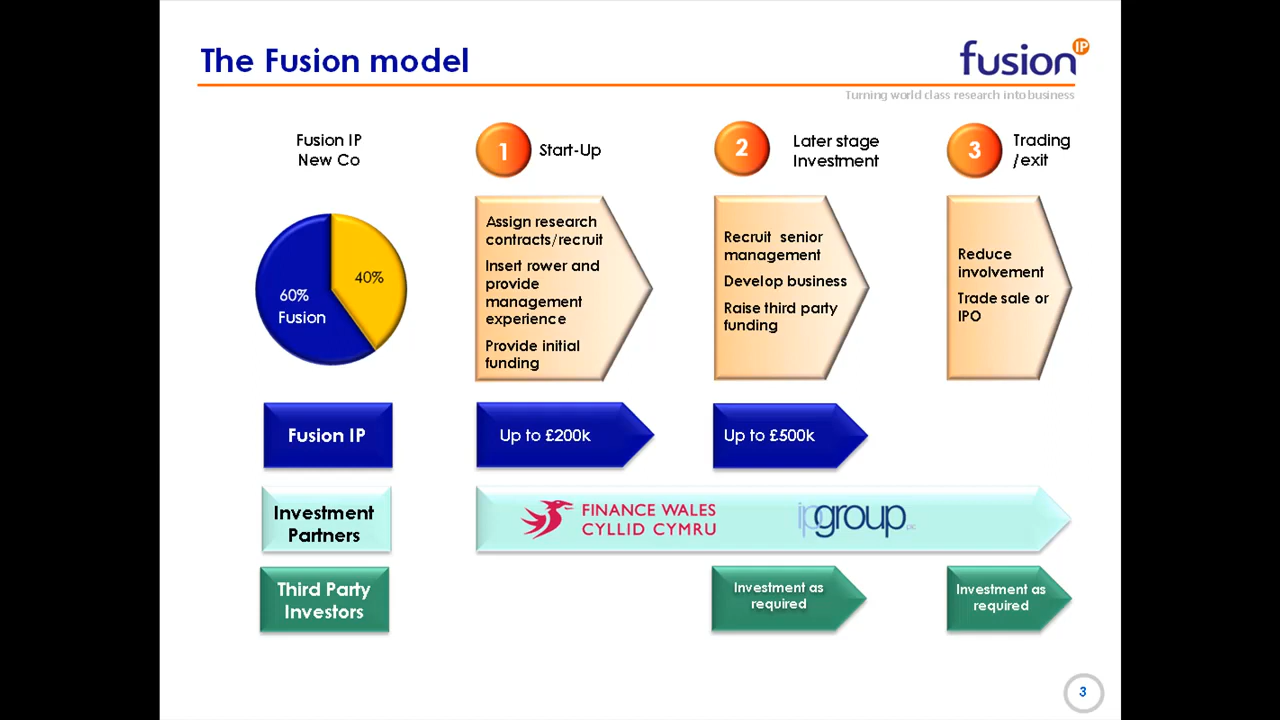 The Fusion model
fusion IP
Turning world class research into business
Fusion IP
New Co
1
Start-Up
2
Later stage
Investment
3
Trading
/exit
40%
60%
Fusion
Assign research
contracts/recruit
Insert rower and
provide
management
experience
Provide initial
funding
Recruit senior
management
Develop business
Raise third party
funding
Reduce
involvement
Trade sale or
IPO
Fusion IP
Up to £200k
Up to £500k
Investment
Partners
FINANCE WALES
CYLLID CYMRU
ipgroup plc
Third Party
Investors
Investment as
required
Investment as
required
3